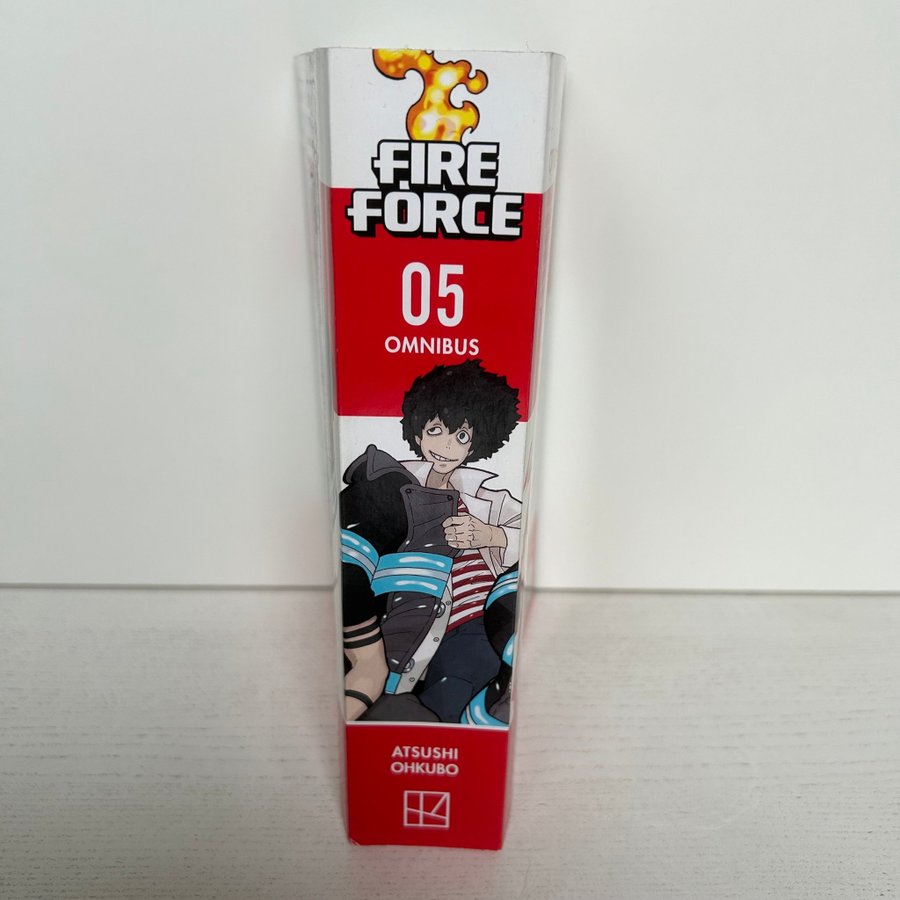 FIRE
FORCE
05
OMNIBUS
ATSUSHI
OHKUBO